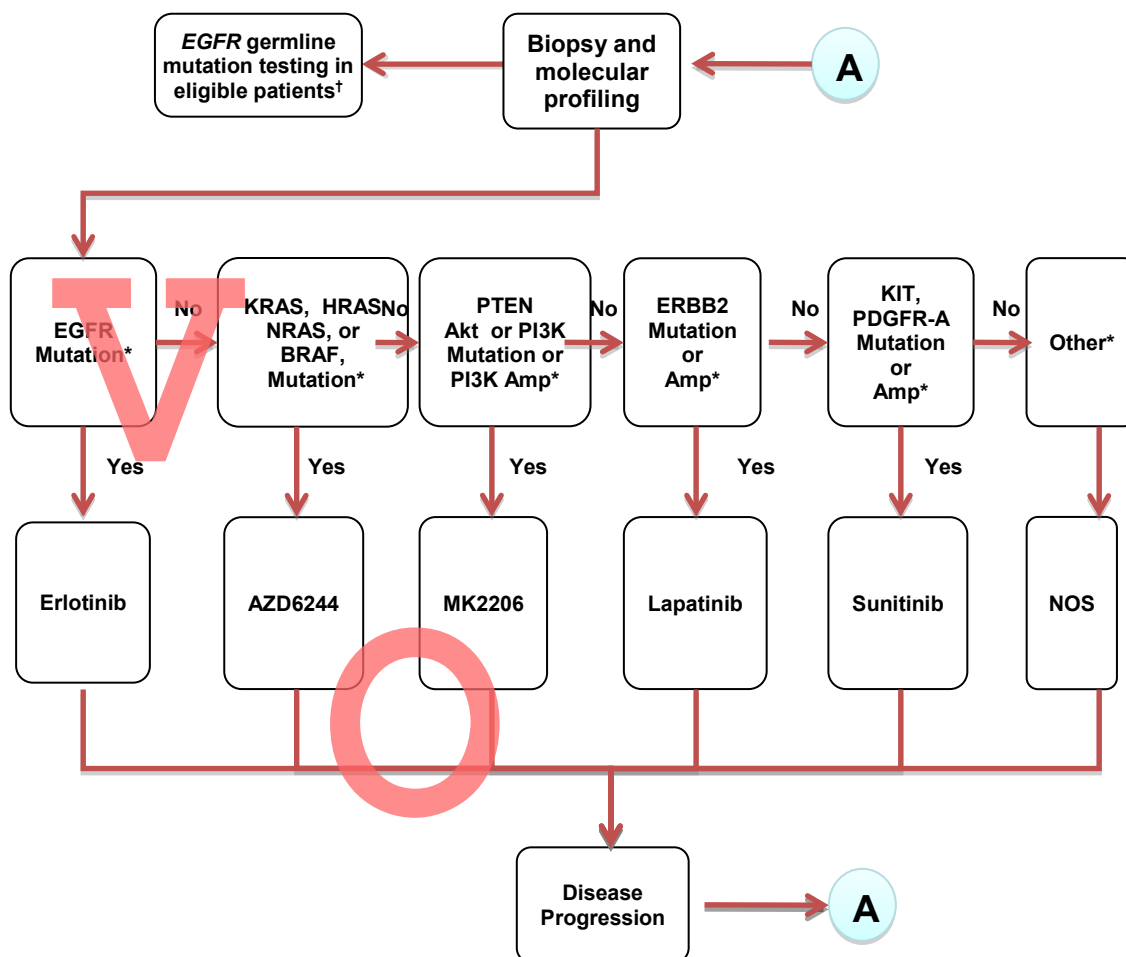 EGFR germline
mutation testing in
eligible patients†
Biopsy and
molecular
profiling
A
EGFR
Mutation*
No
KRAS, HRAS
NRAS, or
BRAF,
Mutation*
No
PTEN
Akt or PI3K
Mutation or
PI3K Amp*
No
ERBB2
Mutation
or
Amp*
No
KIT,
PDGFR-A
Mutation
or
Amp*
No
Other*
Yes
Yes
Yes
Yes
Yes
Erlotinib
AZD6244
MK2206
Lapatinib
Sunitinib
NOS
Disease
Progression
A
V
O